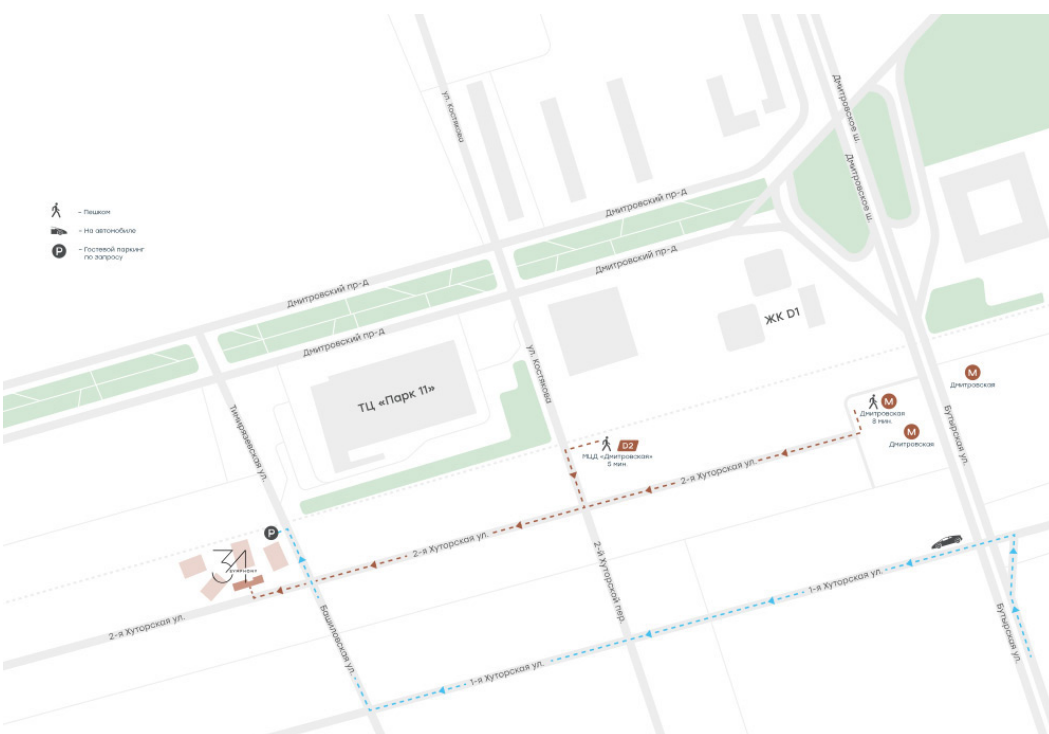 ул. Костякова
Дмитровское ш.
Дмитровское ш.
– Пешком
– На автомобиле
P
– Гостевой паркинг
по запросу
Дмитровский пр-д
Дмитровский пр-д
Дмитровский пр-д
Дмитровский пр-д
ЖК D1
ул. Костякова
ТЦ «Парк 11»
М
Дмитровская
М
Дмитровская
8 мин.
М
Дмитровская
Тимирязевская ул.
Бутырская ул.
D2
МЦД «Дмитровская»
5 мин.
2-я Хуторская ул.
P
2-я Хуторская ул.
31
2-й Хуторской пер.
1-я Хуторская ул.
2-я Хуторская ул.
Башиловская ул.
Бутырская ул.
1-я Хуторская ул.